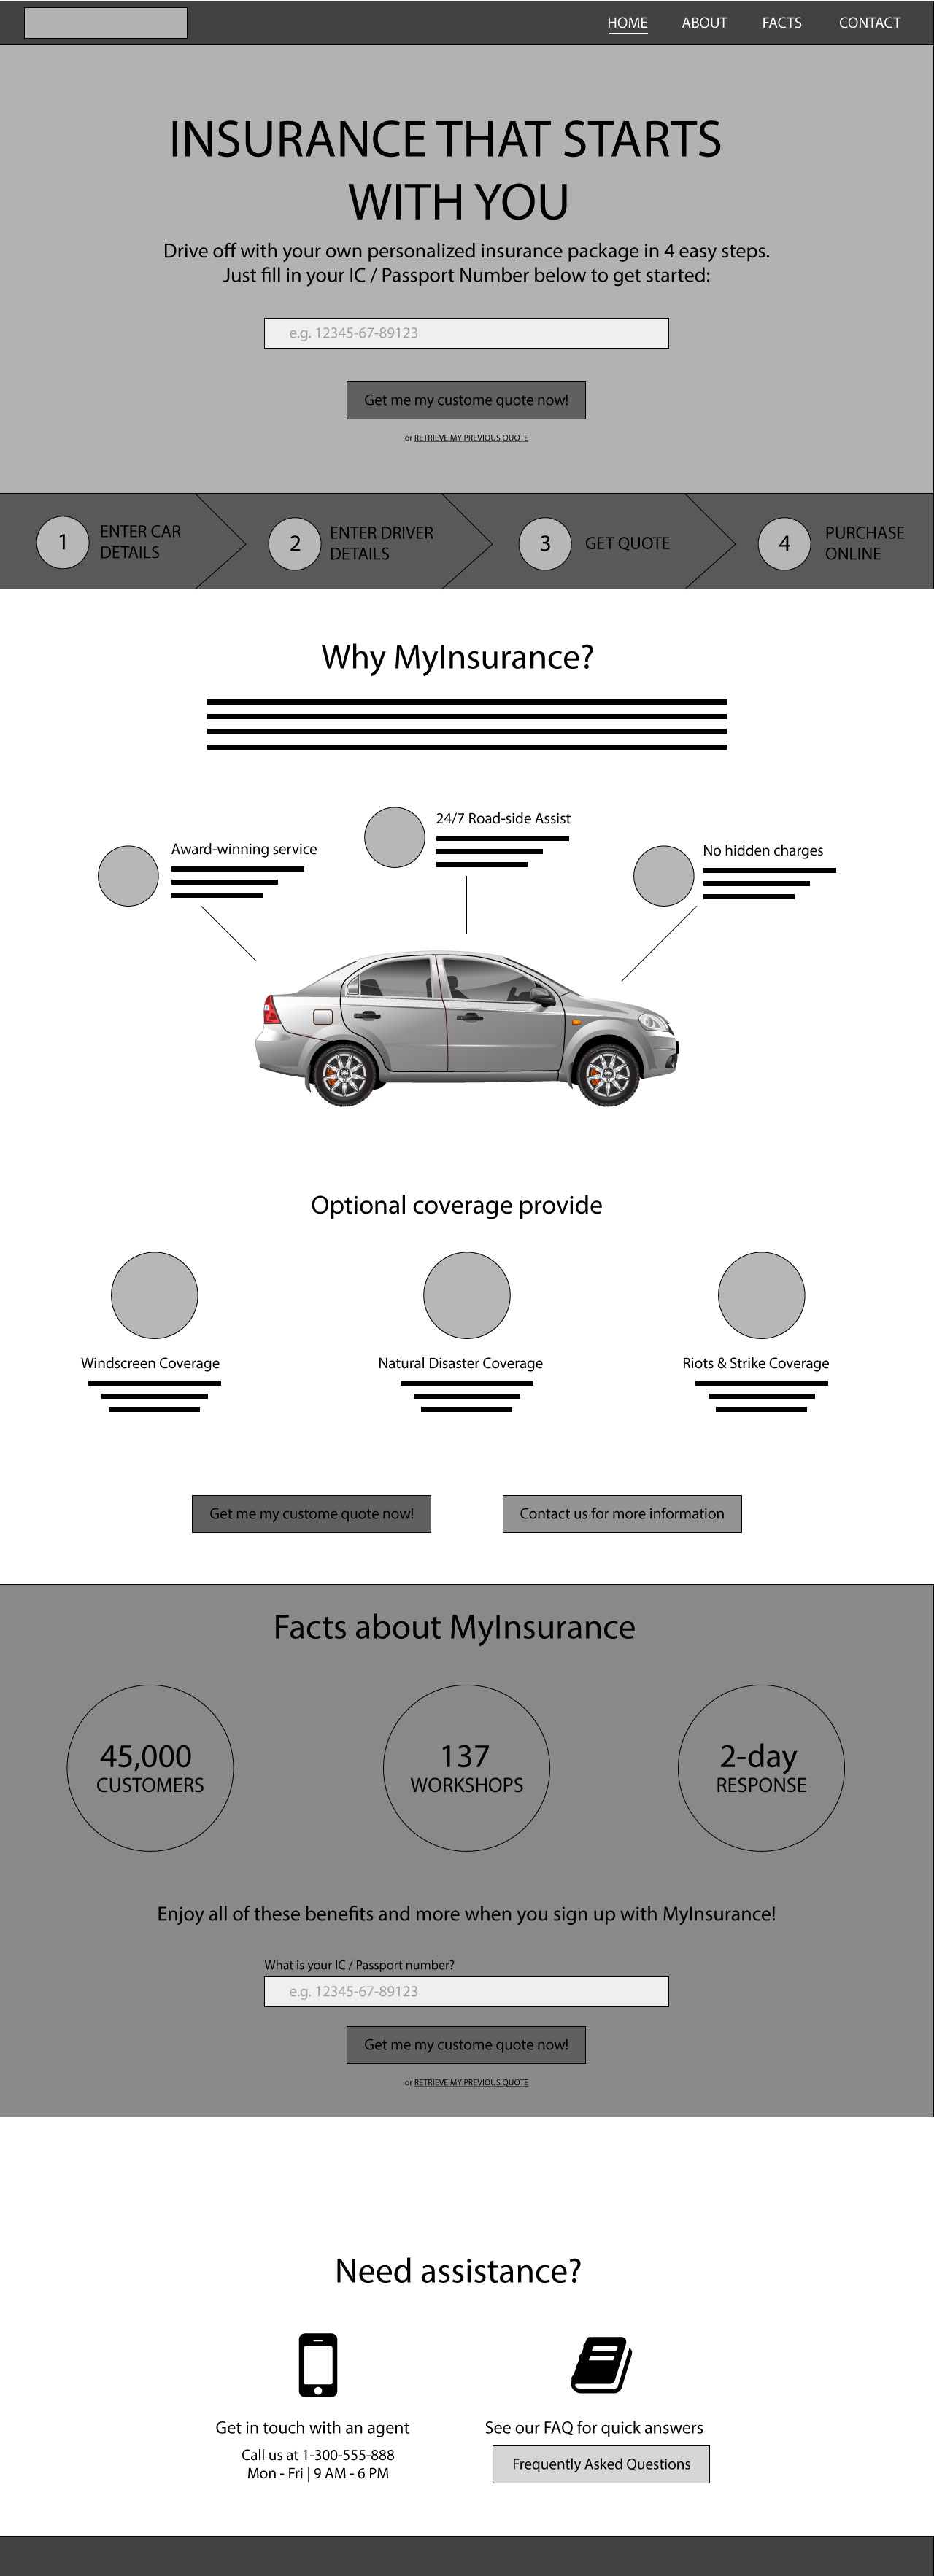 HOME ABOUT FACTS CONTACT
INSURANCE THAT STARTS
WITH YOU
Drive off with your own personalized insurance package in 4 easy steps.
Just fill in your IC / Passport Number below to get started:
e.g. 12345-67-89123
Get me my custome quote now!
or RETRIEVE MY PREVIOUS QUOTE
1 ENTER CAR
DETAILS
2 ENTER DRIVER
DETAILS
3 GET QUOTE
4 PURCHASE
ONLINE
Why MyInsurance?
Award-winning service
24/7 Road-side Assist
No hidden charges
Optional coverage provide
Windscreen Coverage
Natural Disaster Coverage
Riots & Strike Coverage
Get me my custome quote now!
Contact us for more information
Facts about MyInsurance
45,000
CUSTOMERS
137
WORKSHOPS
2-day
RESPONSE
Enjoy all of these benefits and more when you sign up with MyInsurance!
What is your IC / Passport number?
e.g. 12345-67-89123
Get me my custome quote now!
or RETRIEVE MY PREVIOUS QUOTE
Need assistance?
Get in touch with an agent
Call us at 1-300-555-888
Mon - Fri | 9 AM - 6 PM
See our FAQ for quick answers
Frequently Asked Questions